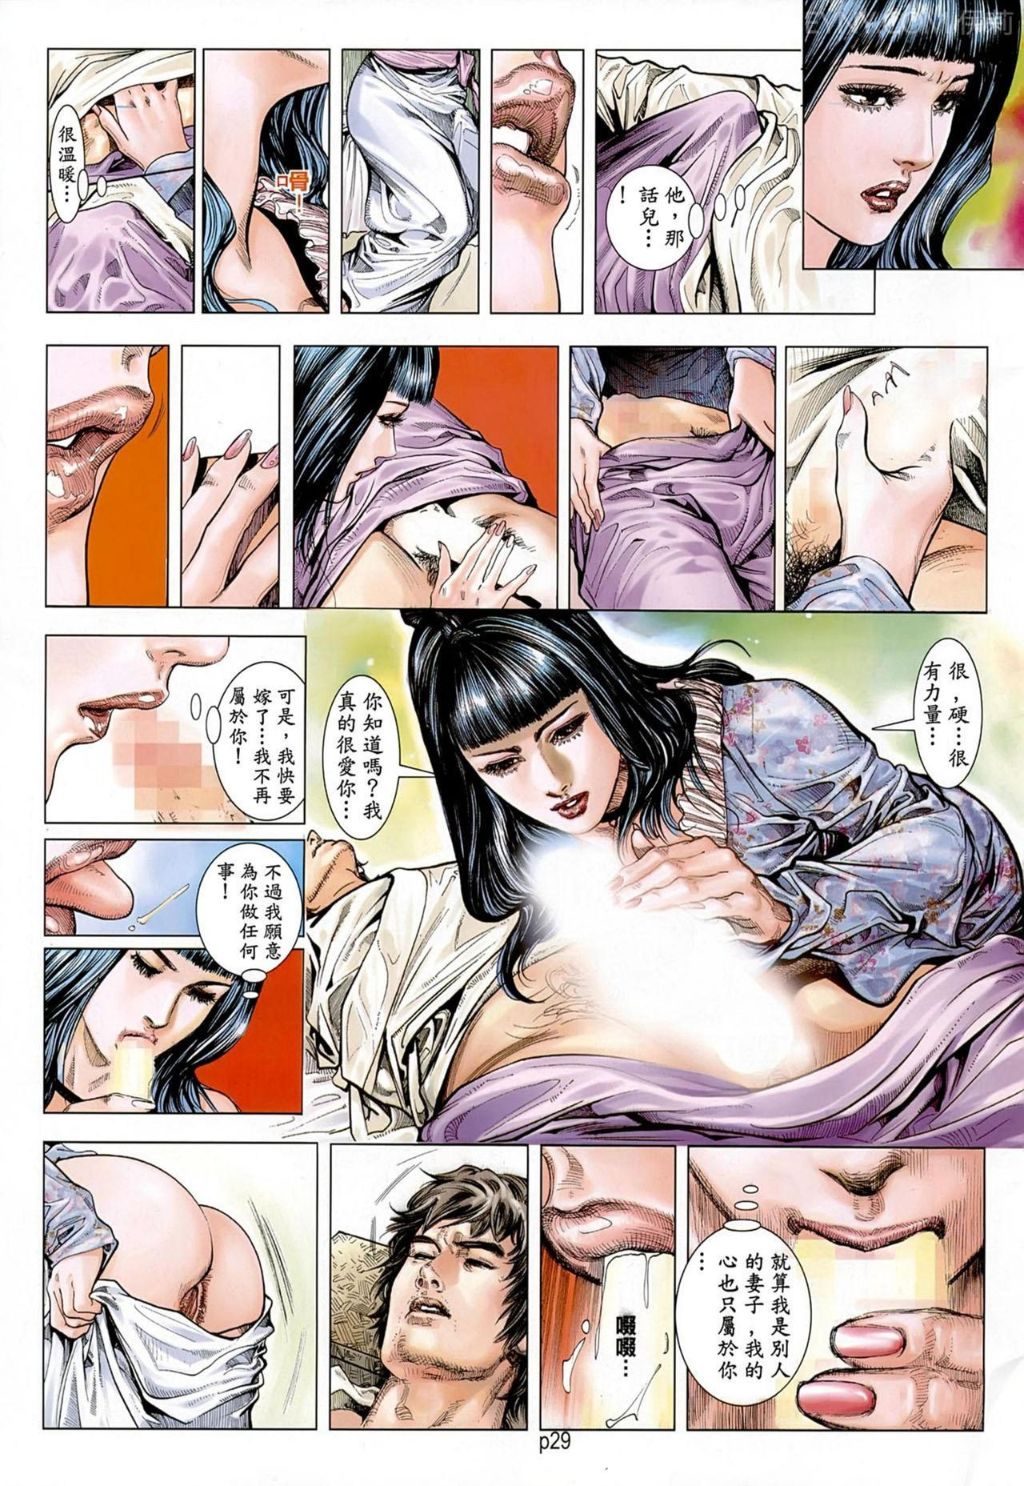 他，那
話兒…
！
嗗！
很溫暖…
很，硬…很
有力量…
你知道嗎？我
真的很愛你…
可是，我快要
嫁了…我不再
屬於你！
不過我願意
為你做任何
事！
就算我是別人
的妻子，我的
心也只屬於你
…
啜啜…
p29